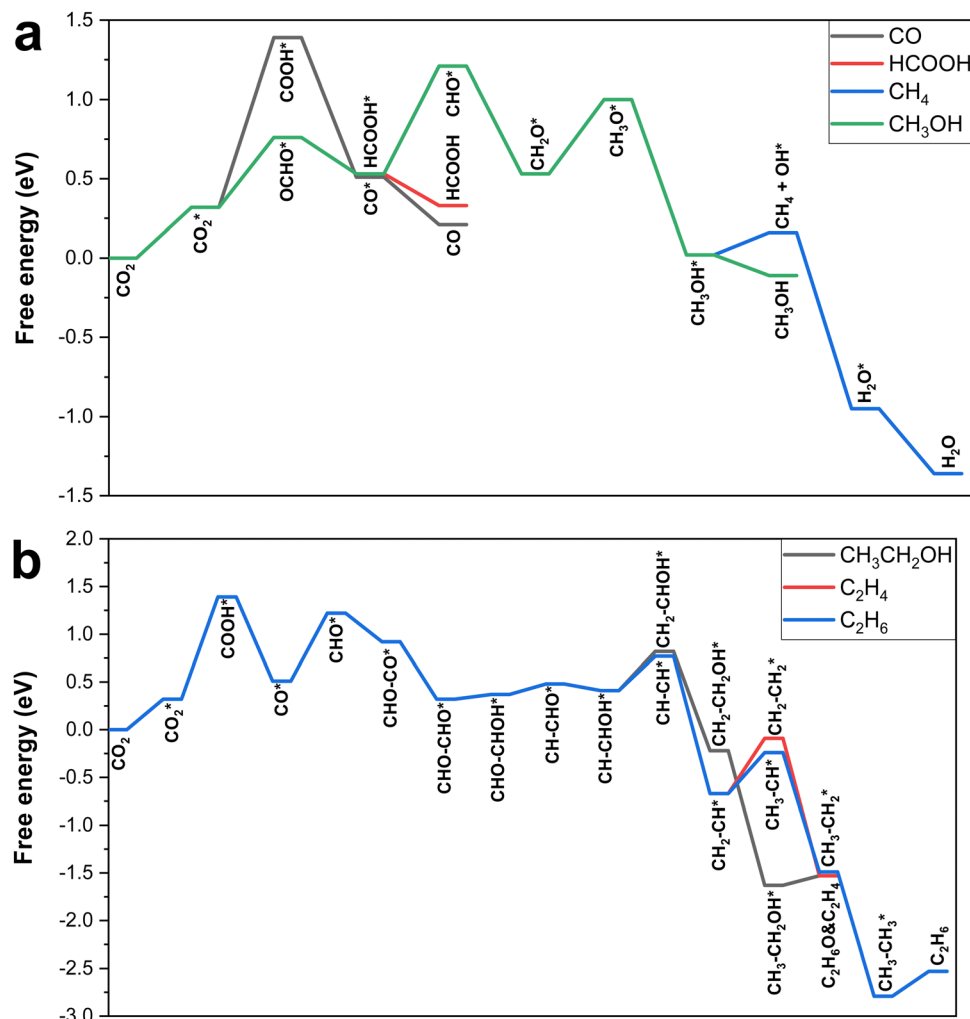 a
1.5
1.0
0.5
0.0
-0.5
-1.0
-1.5
Free energy (eV)
CO
HCOOH
CH₄
CH₃OH
CO₂
CO₂*
COOH*
OCHO*
HCOOH*
CO*
CHO*
HCOOH
CO
CH₂O*
CH₃O*
CH₃OH*
CH₄ + OH*
CH₃OH
H₂O*
H₂O
b
2.0
1.5
1.0
0.5
0.0
-0.5
-1.0
-1.5
-2.0
-2.5
-3.0
Free energy (eV)
CH₃CH₂OH
C₂H₄
C₂H₆
CO₂
CO₂*
COOH*
CO*
CHO*
CHO-CO*
CHO-CHO*
CHO-CHOH*
CH-CHO*
CH-CHOH*
CH₂-CHOH*
CH-CH*
CH₂-CH₂OH*
CH₂-CH*
CH₂-CH₂*
CH₃-CH*
CH₃-CH₂OH*
CH₃-CH₂*
C₂H₆O&C₂H₄
CH₃-CH₃*
C₂H₆